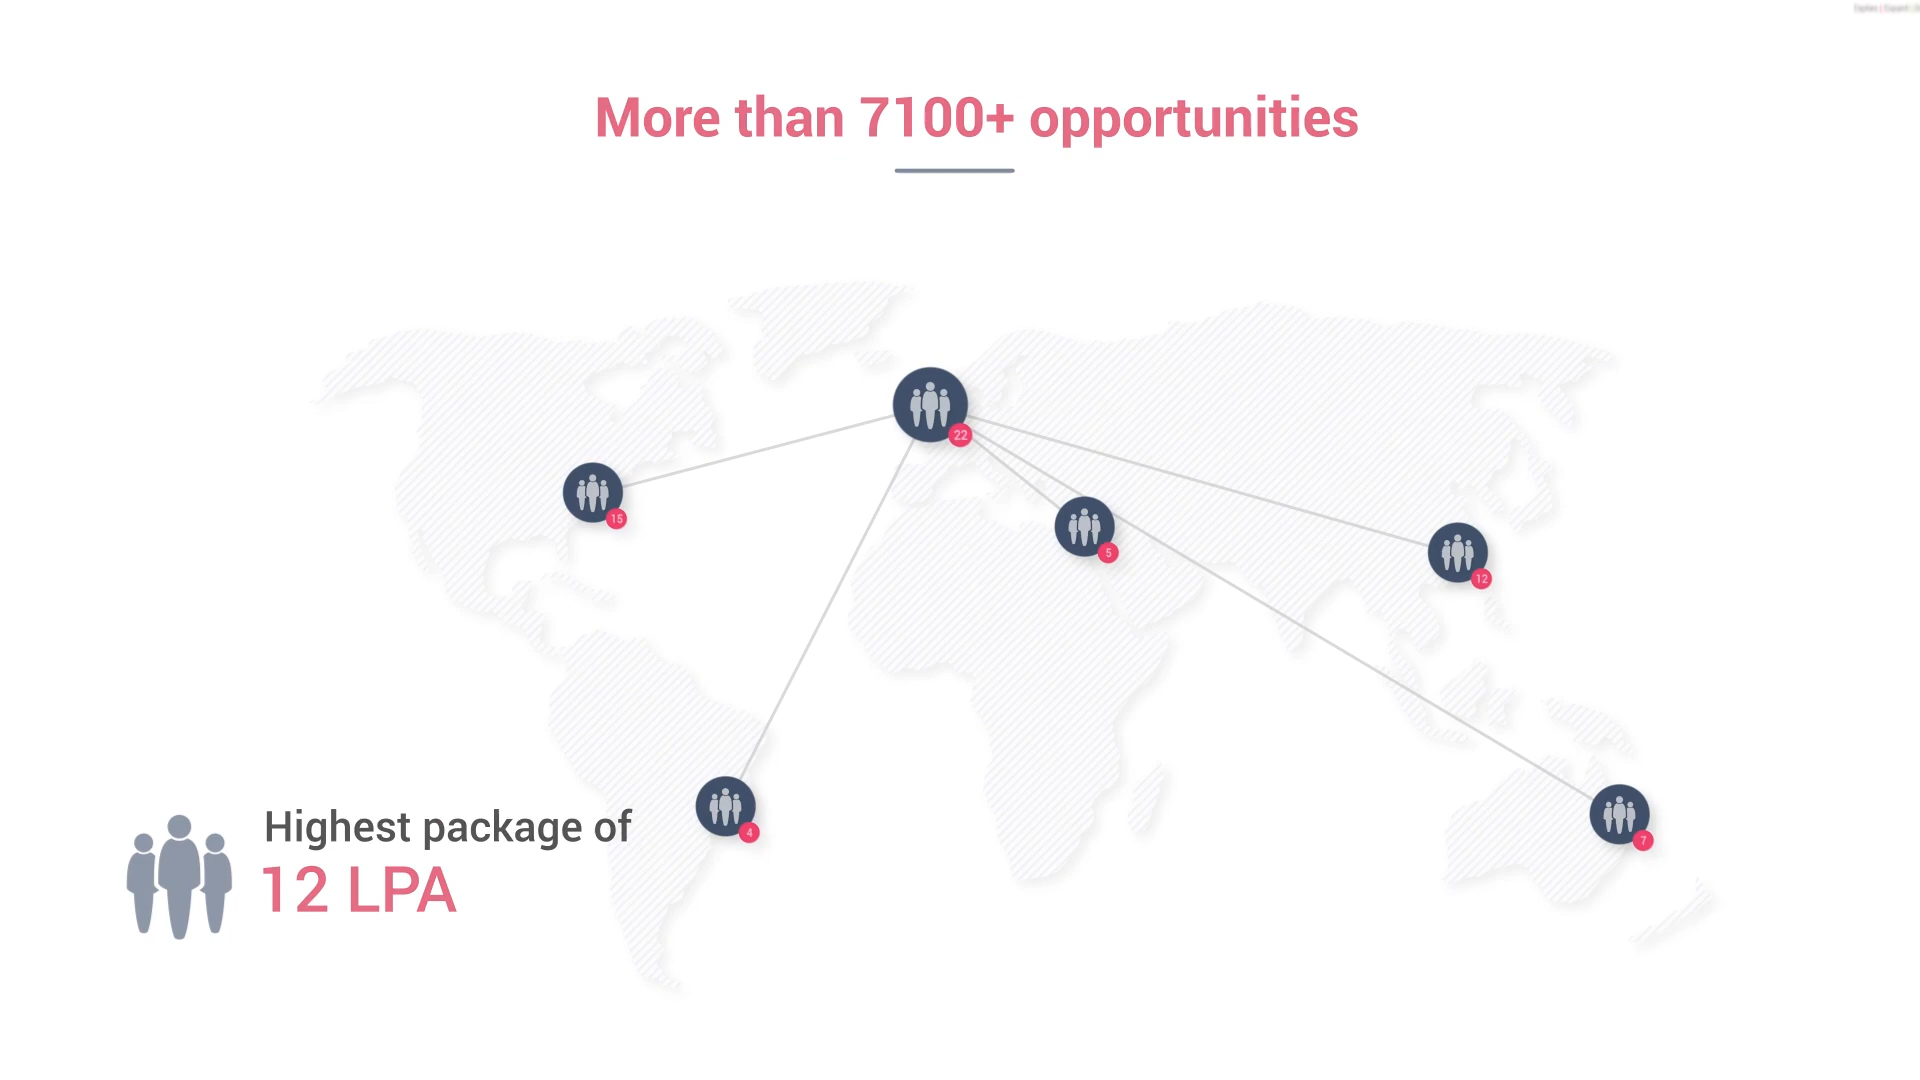 More than 7100+ opportunities
22
15
5
12
4
7
Highest package of
12 LPA